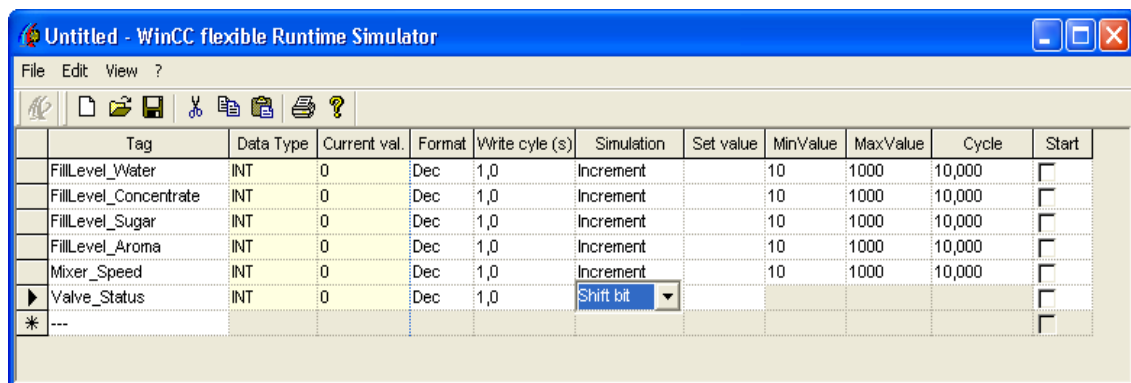 Untitled - WinCC flexible Runtime Simulator
File Edit View ?
Tag Data Type Current val. Format Write cyle (s) Simulation Set value MinValue MaxValue Cycle Start
FillLevel_Water INT 0 Dec 1,0 Increment 10 1000 10,000
FillLevel_Concentrate INT 0 Dec 1,0 Increment 10 1000 10,000
FillLevel_Sugar INT 0 Dec 1,0 Increment 10 1000 10,000
FillLevel_Aroma INT 0 Dec 1,0 Increment 10 1000 10,000
Mixer_Speed INT 0 Dec 1,0 Increment 10 1000 10,000
Valve_Status INT 0 Dec 1,0 Shift bit
---